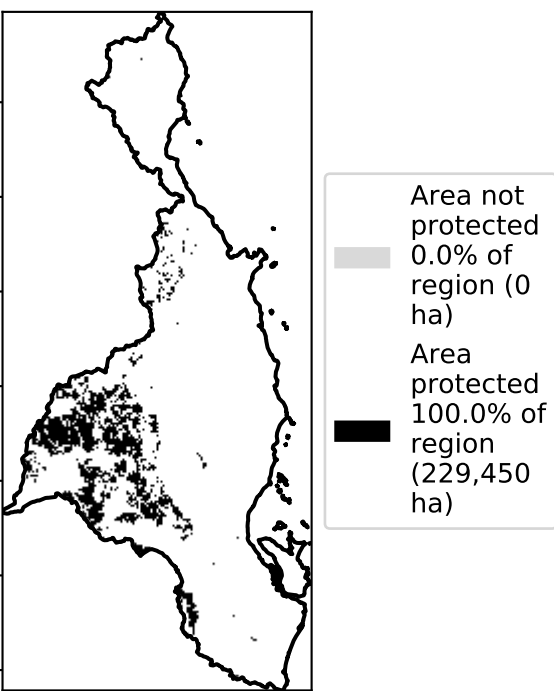 Area not
protected
0.0% of
region (0
ha)
Area
protected
100.0% of
region
(229,450
ha)